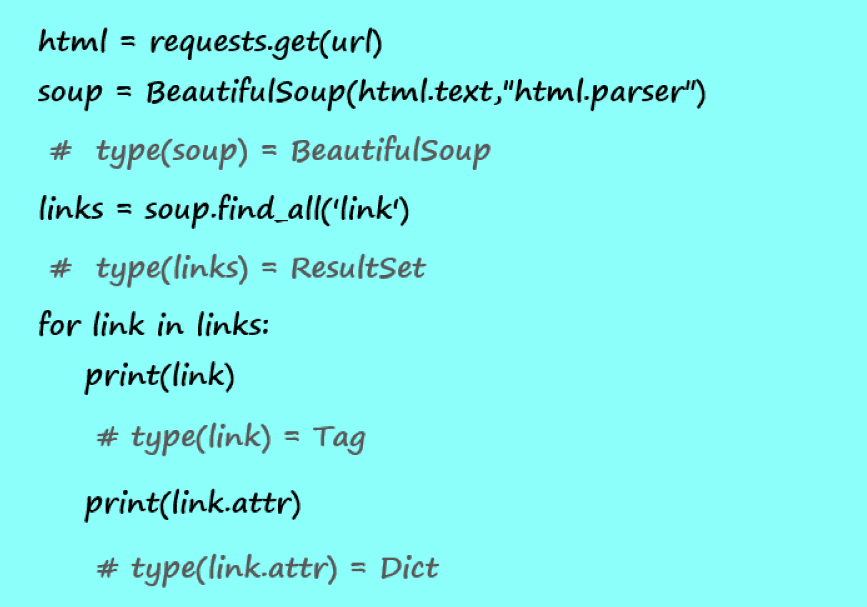 html = requests.get(url)
soup = BeautifulSoup(html.text,"html.parser")
# type(soup) = BeautifulSoup
links = soup.find_all('link')
# type(links) = ResultSet
for link in links:
print(link)
# type(link) = Tag
print(link.attr)
# type(link.attr) = Dict